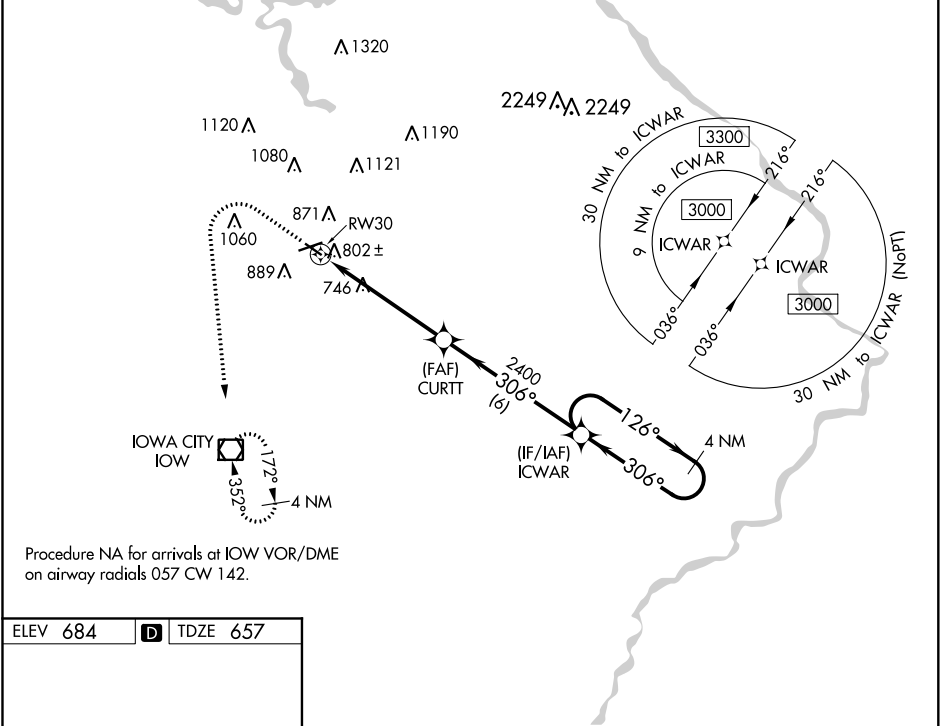 1320
2249 2249
1120
1190
1080
1121
30 NM to ICWAR
3300
216°
9 NM to ICWAR
216°
3000
871
RW30
1060
802 ±
ICWAR
889
746
ICWAR
3000
036°
036°
30 NM to ICWAR (NoPT)
(FAF)
CURTT
2400
306°
(6)
126°
4 NM
(IF/IAF)
ICWAR
306°
IOWA CITY
IOW
172°
352°
4 NM
Procedure NA for arrivals at IOW VOR/DME
on airway radials 057 CW 142.
ELEV 684 D TDZE 657